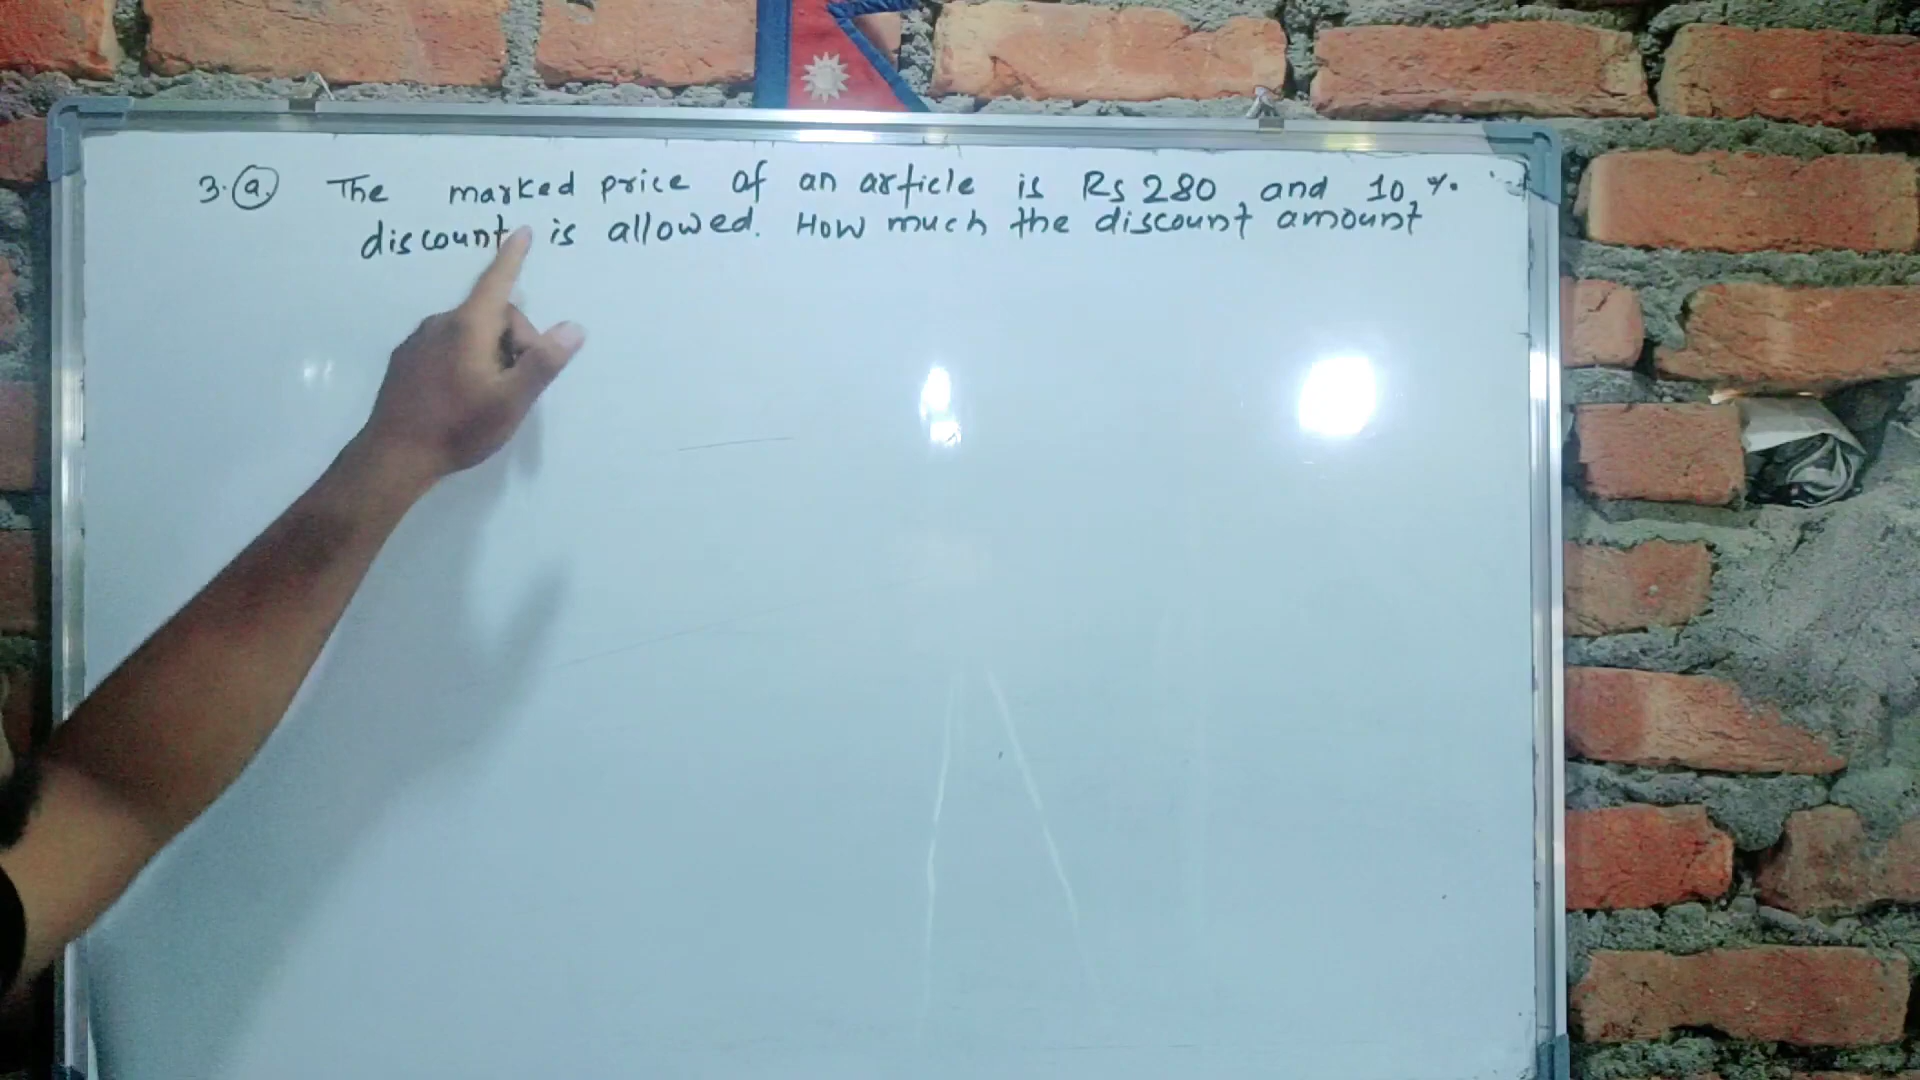 3. a. The marked price of an article is Rs 280 and 10 %
discount is allowed. How much the discount amount